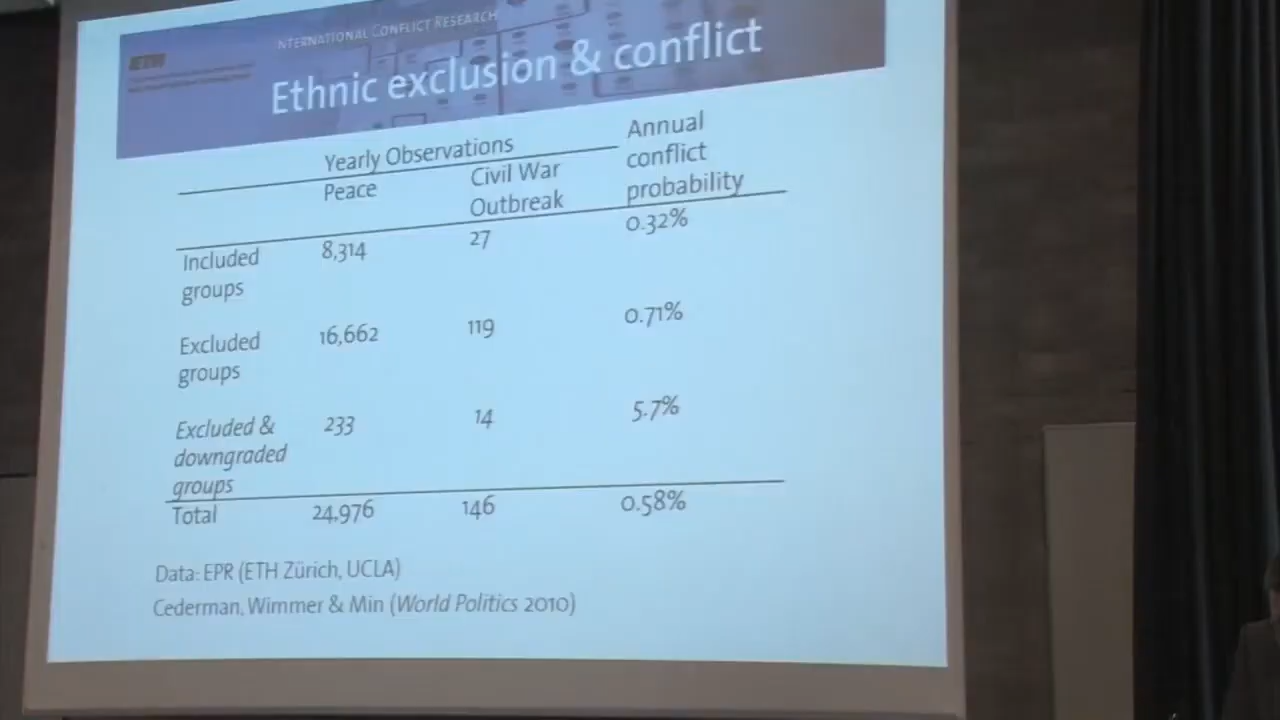 INTERNATIONAL CONFLICT RESEARCH
ETH
Ethnic exclusion & conflict
Yearly Observations
Annual conflict probability
Peace
Civil War Outbreak
Included groups
8,314
27
0.32%
Excluded groups
16,662
119
0.71%
Excluded & downgraded groups
233
14
5.7%
Total
24,976
146
0.58%
Data: EPR (ETH Zürich, UCLA)
Cederman, Wimmer & Min (World Politics 2010)